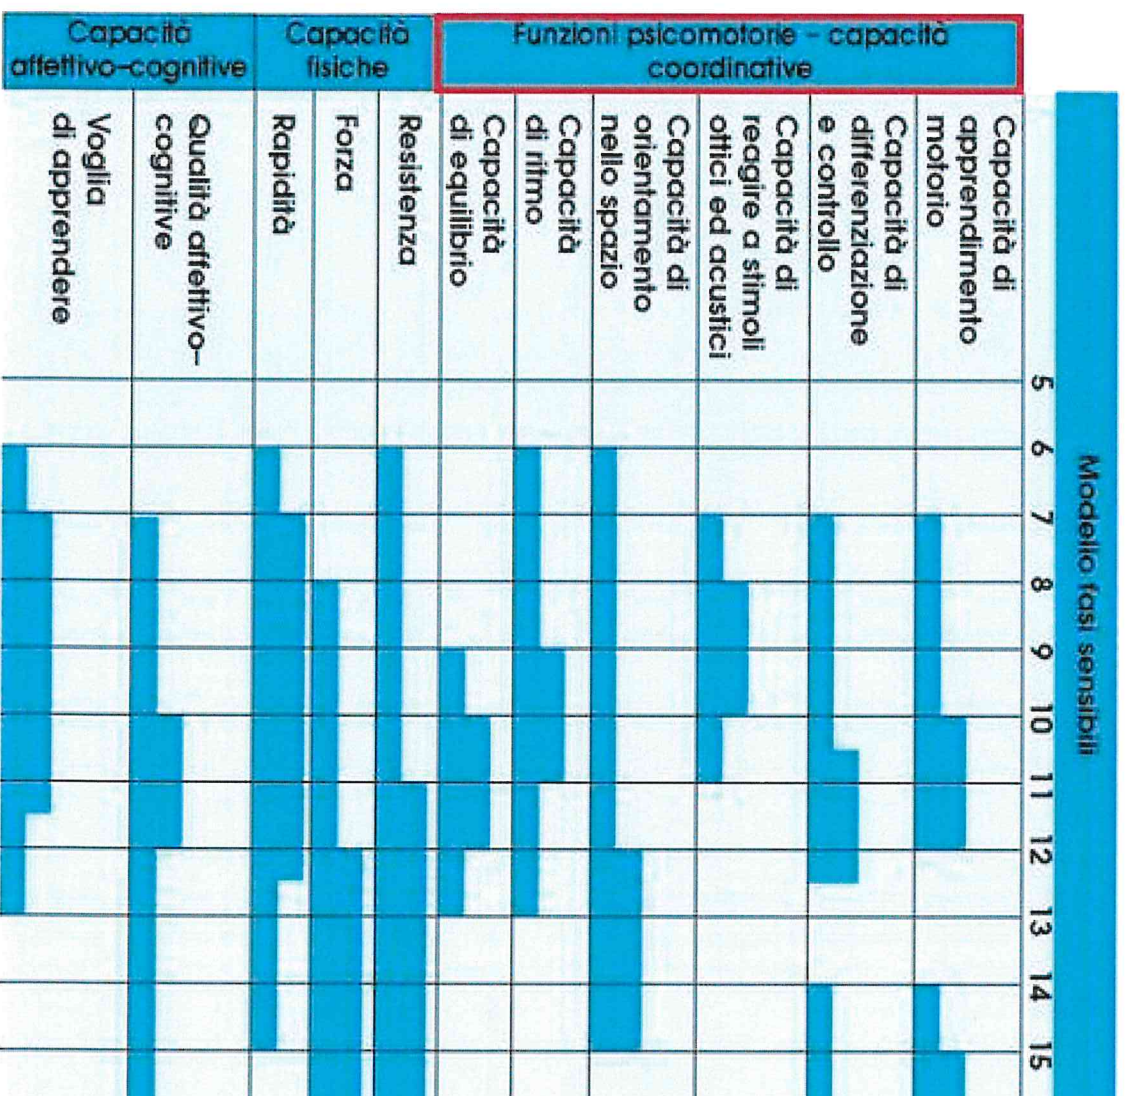 Modello fasi sensibili
5 6 7 8 9 10 11 12 13 14 15
Funzioni psicomotorie – capacità
coordinative
Capacità di
apprendimento
motorio
Capacità di
differenziazione
e controllo
Capacità di
reagire a stimoli
ottici ed acustici
Capacità di
orientamento
nello spazio
Capacità
di ritmo
Capacità
di equilibrio
Capacità
fisiche
Resistenza
Forza
Rapidità
Capacità
affettivo-cognitive
Qualità affettivo-
cognitive
Voglia
di apprendere